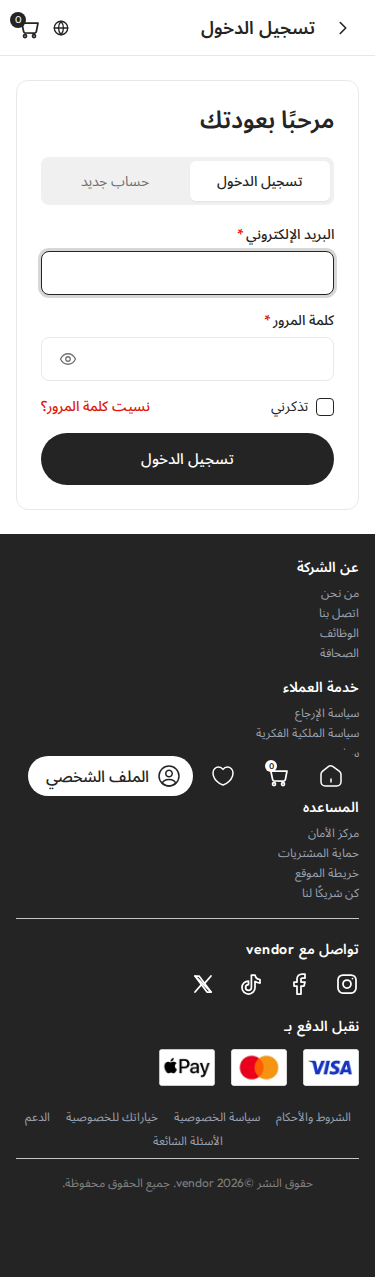 تسجيل الدخول
0
مرحبًا بعودتك
تسجيل الدخول
حساب جديد
البريد الإلكتروني *
كلمة المرور *
تذكرني
نسيت كلمة المرور؟
تسجيل الدخول
عن الشركة
من نحن
اتصل بنا
الوظائف
الصحافة
خدمة العملاء
سياسة الإرجاع
سياسة الملكية الفكرية
0
الملف الشخصي
المساعده
مركز الأمان
حماية المشتريات
خريطة الموقع
كن شريكًا لنا
تواصل مع vendor
نقبل الدفع بـ
VISA
Pay
الشروط والأحكام
سياسة الخصوصية
خياراتك للخصوصية
الدعم
الأسئلة الشائعة
حقوق النشر ©2026 vendor. جميع الحقوق محفوظة.